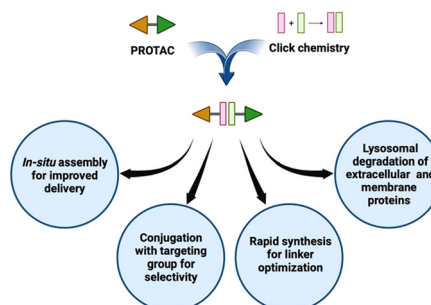 PROTAC
+
Click chemistry
In-situ assembly
for improved
delivery
Conjugation
with targeting
group for
selectivity
Rapid synthesis
for linker
optimization
Lysosomal
degradation of
extracellular and
membrane
proteins